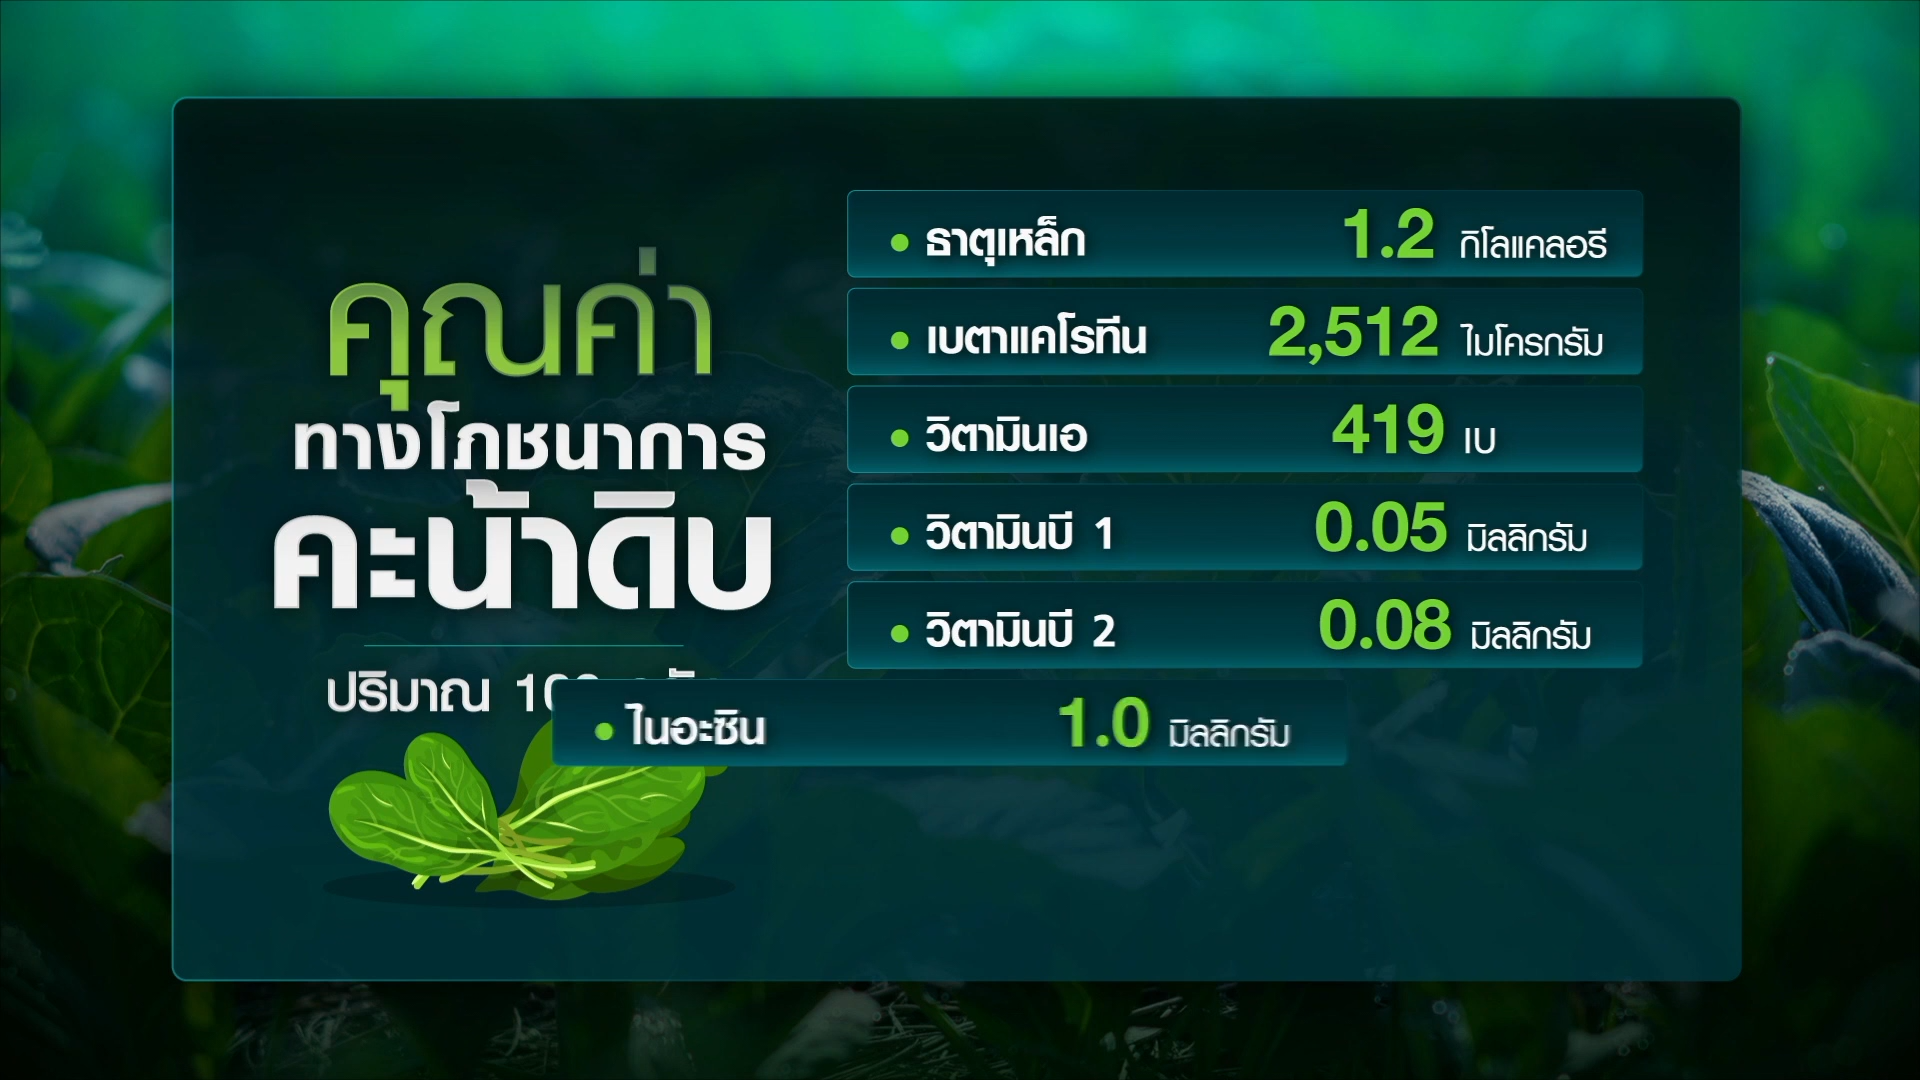 คุณค่า
ทางโภชนาการ
คะน้าดิบ
ปริมาณ
• ธาตุเหล็ก 1.2 กิโลแคลอรี
• เบตาแคโรทีน 2,512 ไมโครกรัม
• วิตามินเอ 419 เบ
• วิตามินบี 1 0.05 มิลลิกรัม
• วิตามินบี 2 0.08 มิลลิกรัม
• ไนอะซิน 1.0 มิลลิกรัม